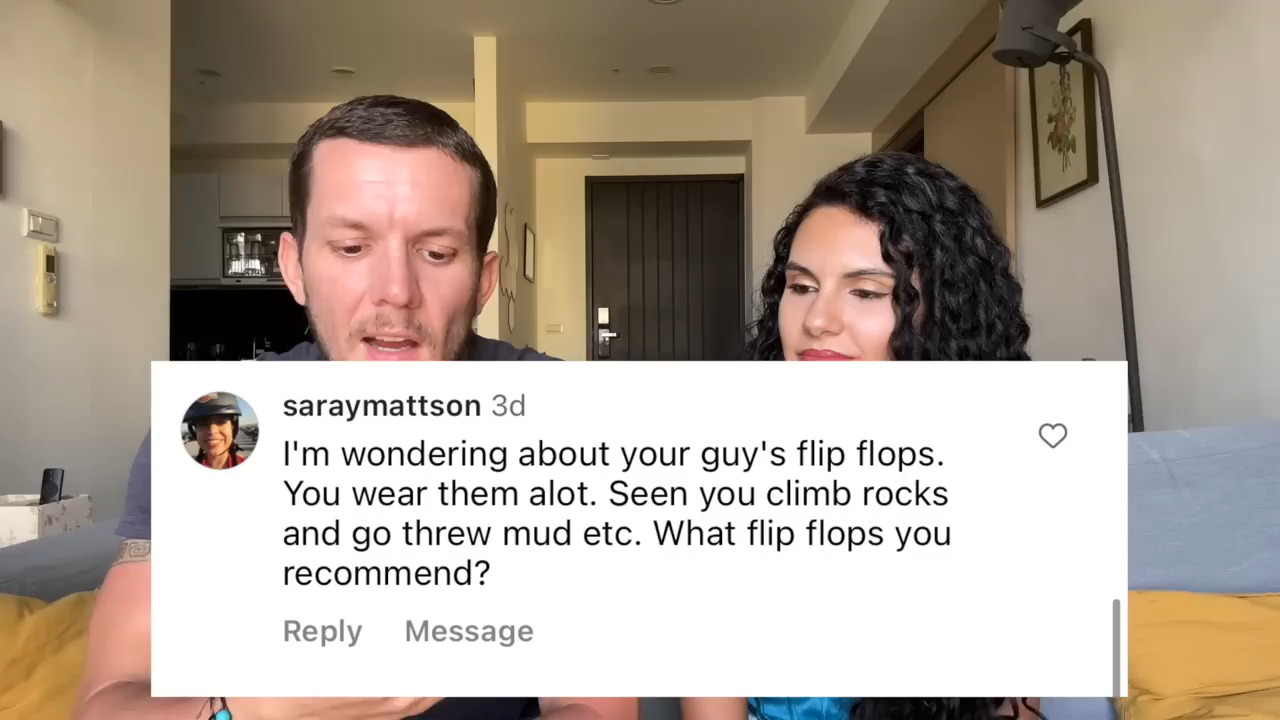 saraymattson 3d
I'm wondering about your guy's flip flops.
You wear them alot. Seen you climb rocks
and go threw mud etc. What flip flops you
recommend?
Reply Message